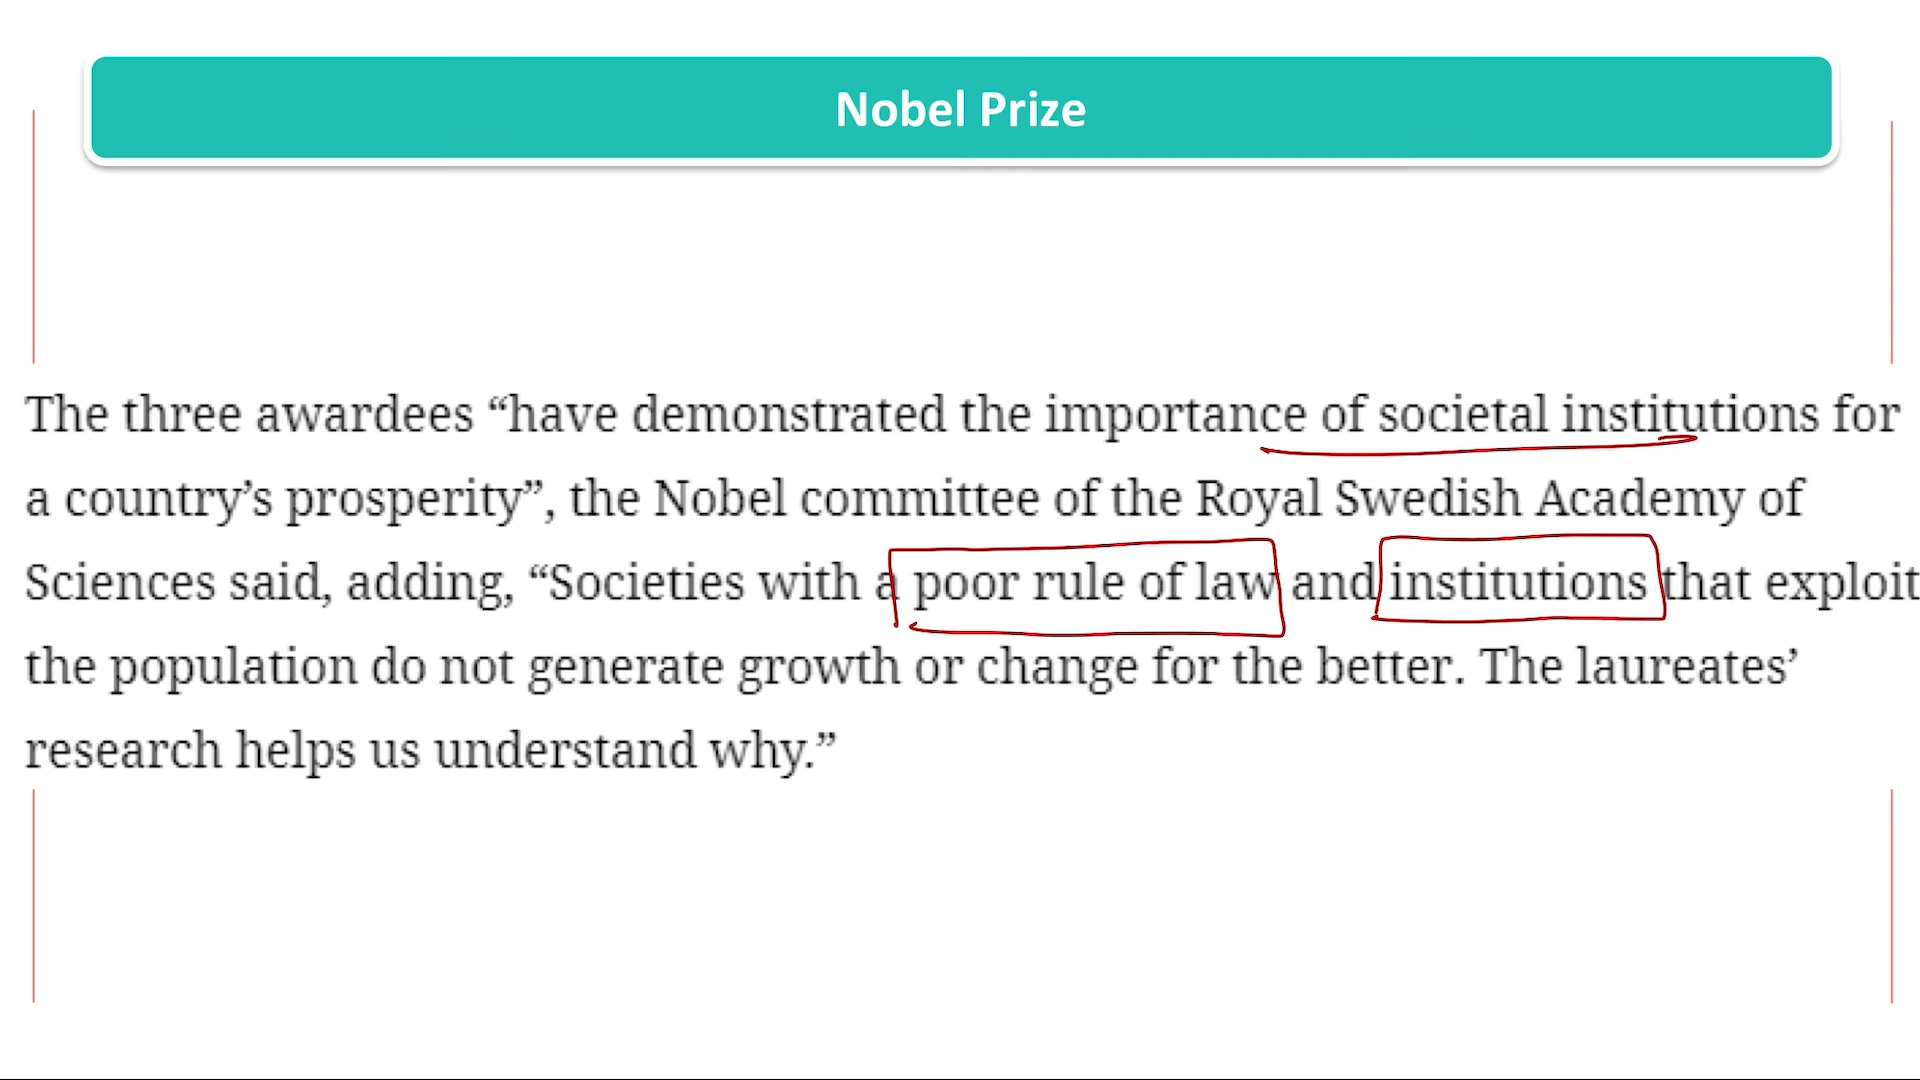 Nobel Prize
The three awardees “have demonstrated the importance of societal institutions for
a country’s prosperity”, the Nobel committee of the Royal Swedish Academy of
Sciences said, adding, “Societies with a poor rule of law and institutions that exploit
the population do not generate growth or change for the better. The laureates’
research helps us understand why.”